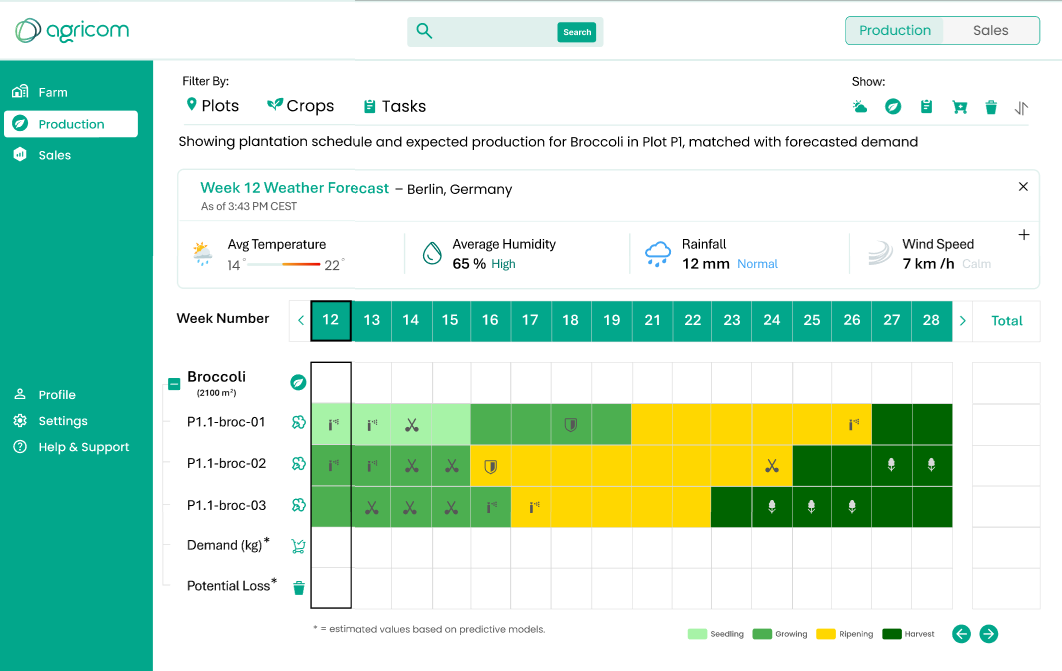 agricom
Search
Production Sales
Farm
Production
Sales
Profile
Settings
Help & Support
Filter By:
Plots Crops Tasks
Show:
Showing plantation schedule and expected production for Broccoli in Plot P1, matched with forecasted demand
Week 12 Weather Forecast – Berlin, Germany
As of 3:43 PM CEST
Avg Temperature
14° 22°
Average Humidity
65 % High
Rainfall
12 mm Normal
Wind Speed
7 km /h Calm
Week Number < 12 13 14 15 16 17 18 19 21 22 23 24 25 26 27 28 > Total
Broccoli
(2100 m²)
P1.1-broc-01
P1.1-broc-02
P1.1-broc-03
Demand (kg)*
Potential Loss*
* = estimated values based on predictive models.
Seedling Growing Ripening Harvest